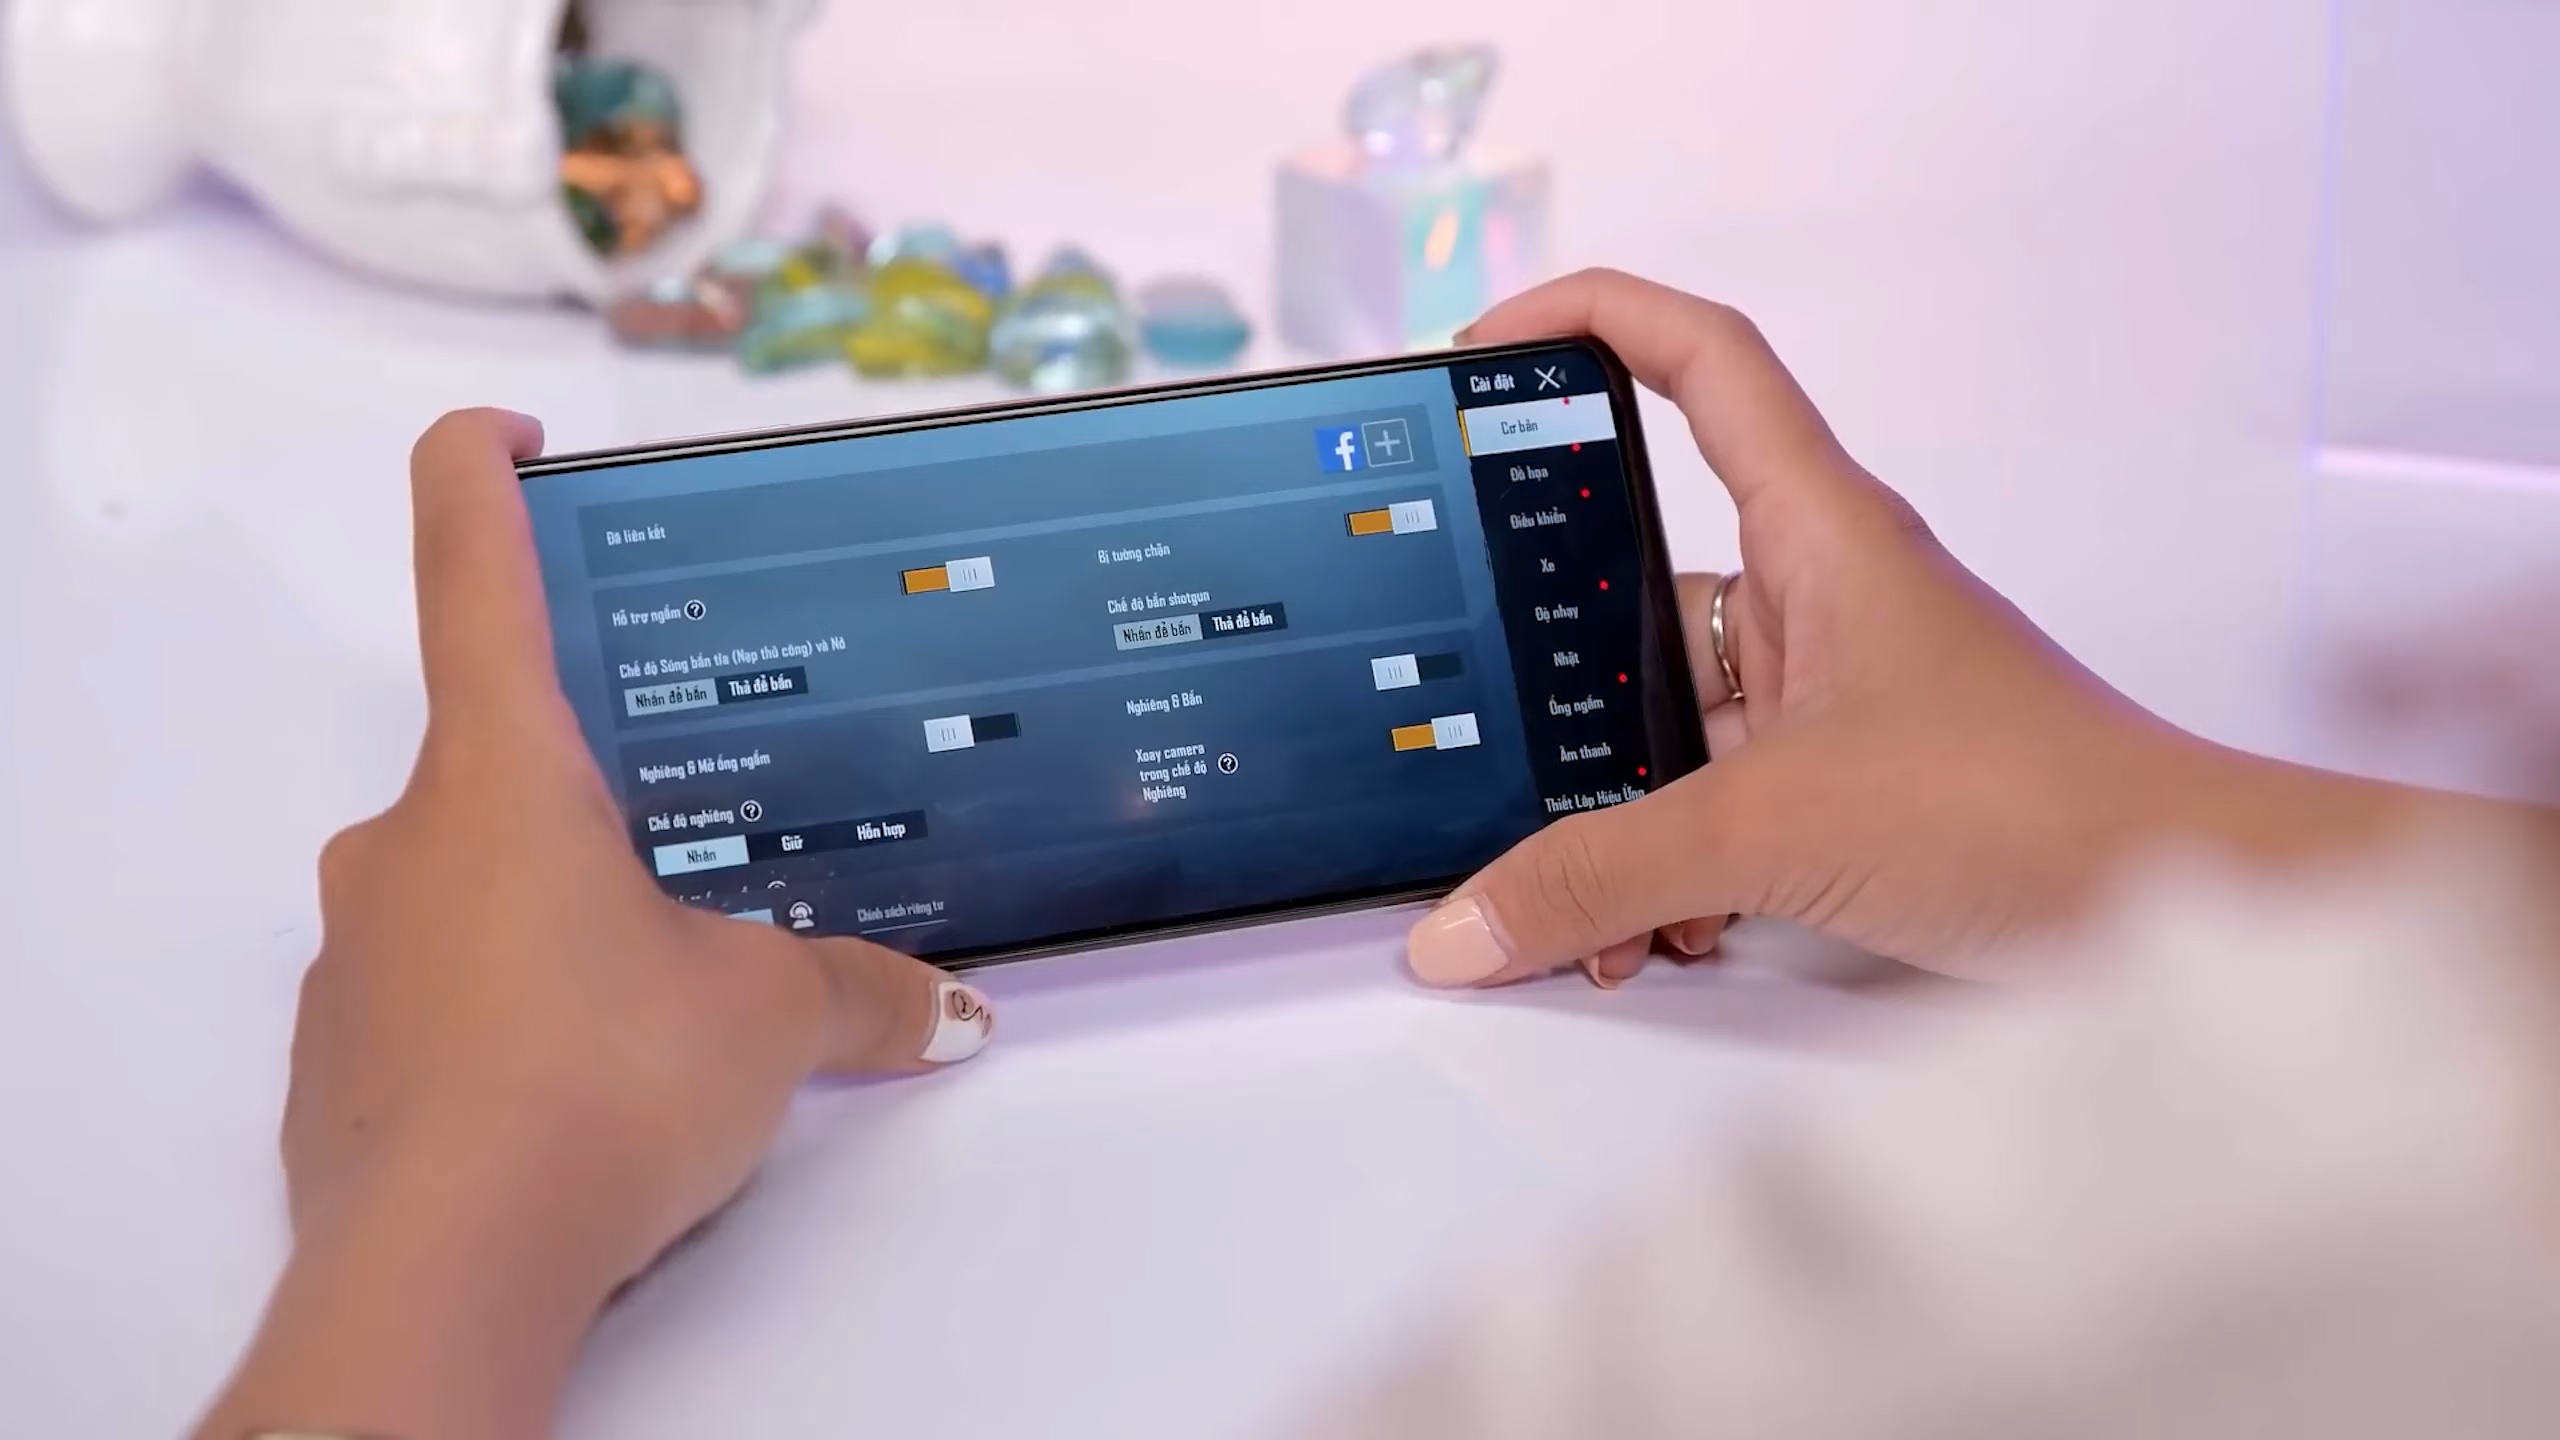 Cài đặt
Cơ bản
Đồ họa
Điều khiển
Xe
Độ nhạy
Nhặt
Ống ngắm
Âm thanh
Thiết Lập Hiệu Ứng
Đã liên kết
f
Hỗ trợ ngắm ?
Bị tường chặn
Chế độ Súng bắn tỉa (Nạp thủ công) và Nỏ
Nhấn để bắn Thả để bắn
Chế độ bắn shotgun
Nhấn để bắn Thả để bắn
Nghiêng & Mở ống ngắm
Nghiêng & Bắn
Chế độ nghiêng ?
Nhấn Giữ Hỗn hợp
Xoay camera
trong chế độ ?
Nghiêng
Chính sách riêng tư